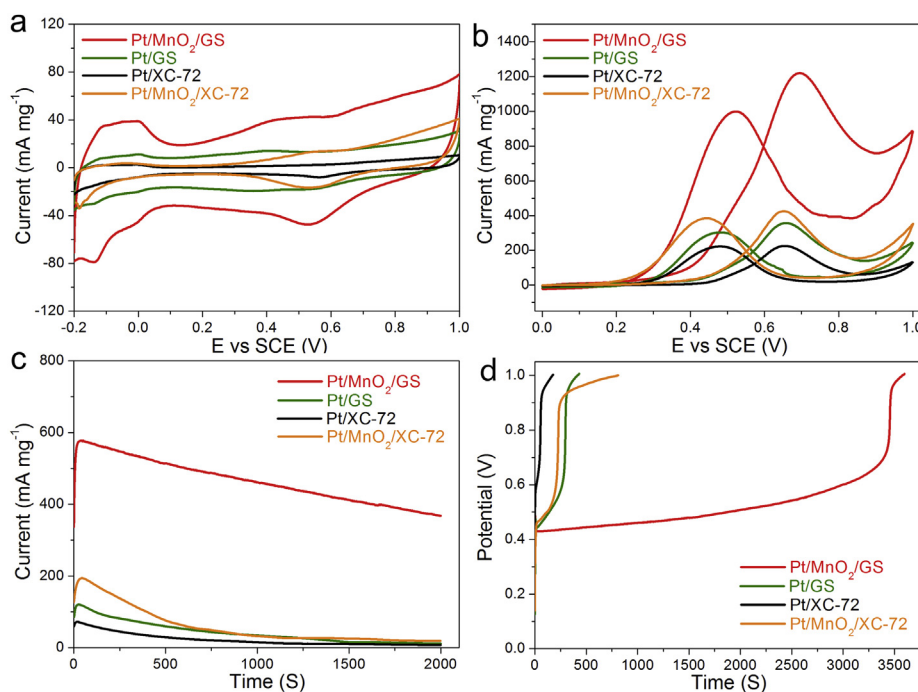 a
Pt/MnO₂/GS
Pt/GS
Pt/XC-72
Pt/MnO₂/XC-72
120
80
40
0
-40
-80
-120
Current (mA mg⁻¹)
-0.2 0.0 0.2 0.4 0.6 0.8 1.0
E vs SCE (V)
b
Pt/MnO₂/GS
Pt/GS
Pt/XC-72
Pt/MnO₂/XC-72
1400
1200
1000
800
600
400
200
0
Current (mA mg⁻¹)
0.0 0.2 0.4 0.6 0.8 1.0
E vs SCE (V)
c
Pt/MnO₂/GS
Pt/GS
Pt/XC-72
Pt/MnO₂/XC-72
800
600
400
200
0
Current (mA mg⁻¹)
0 500 1000 1500 2000
Time (S)
d
Pt/MnO₂/GS
Pt/GS
Pt/XC-72
Pt/MnO₂/XC-72
1.0
0.8
0.6
0.4
0.2
0.0
Potential (V)
0 500 1000 1500 2000 2500 3000 3500
Time (S)